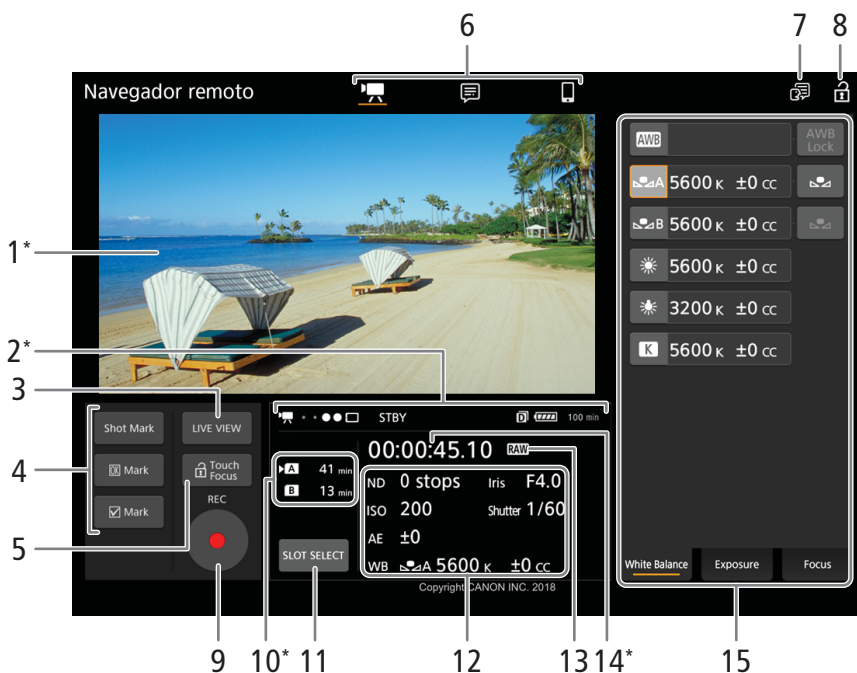 6
7
8
Navegador remoto
AWB
AWB Lock
A 5600 K ±0 CC
B 5600 K ±0 CC
5600 K ±0 CC
3200 K ±0 CC
K 5600 K ±0 CC
1*
2*
3
4
5
Shot Mark
LIVE VIEW
OK Mark
Touch Focus
Mark
REC
STBY
D
100 min
00:00:45.10 RAW
A 41 min
B 13 min
ND 0 stops Iris F4.0
ISO 200 Shutter 1/60
AE ±0
WB A 5600 K ±0 CC
SLOT SELECT
Copyright CANON INC. 2018
White Balance
Exposure
Focus
9
10*
11
12
13
14*
15